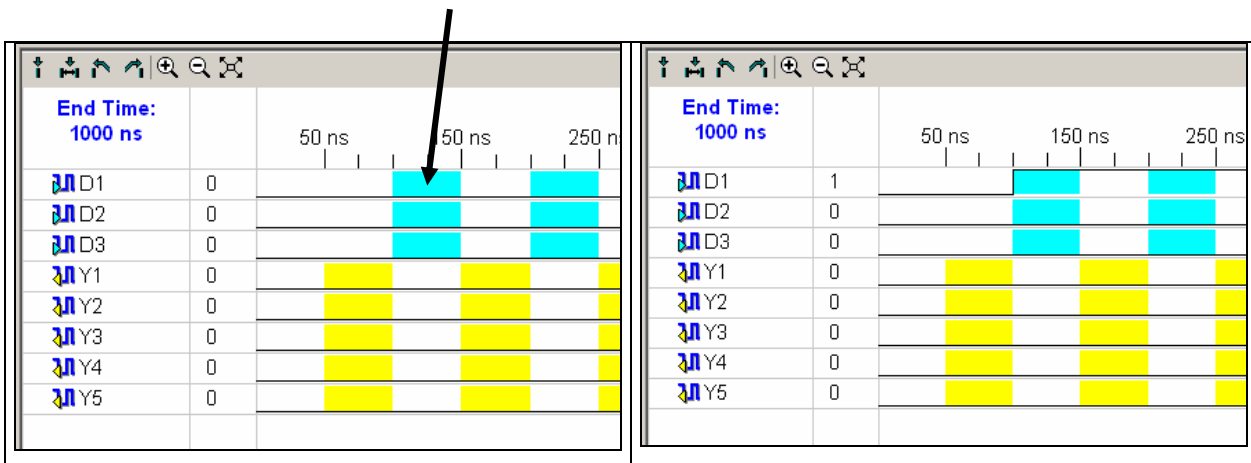 End Time:
1000 ns
50 ns 50 ns 250 n
D1 0
D2 0
D3 0
Y1 0
Y2 0
Y3 0
Y4 0
Y5 0
End Time:
1000 ns
50 ns 150 ns 250 ns
D1 1
D2 0
D3 0
Y1 0
Y2 0
Y3 0
Y4 0
Y5 0